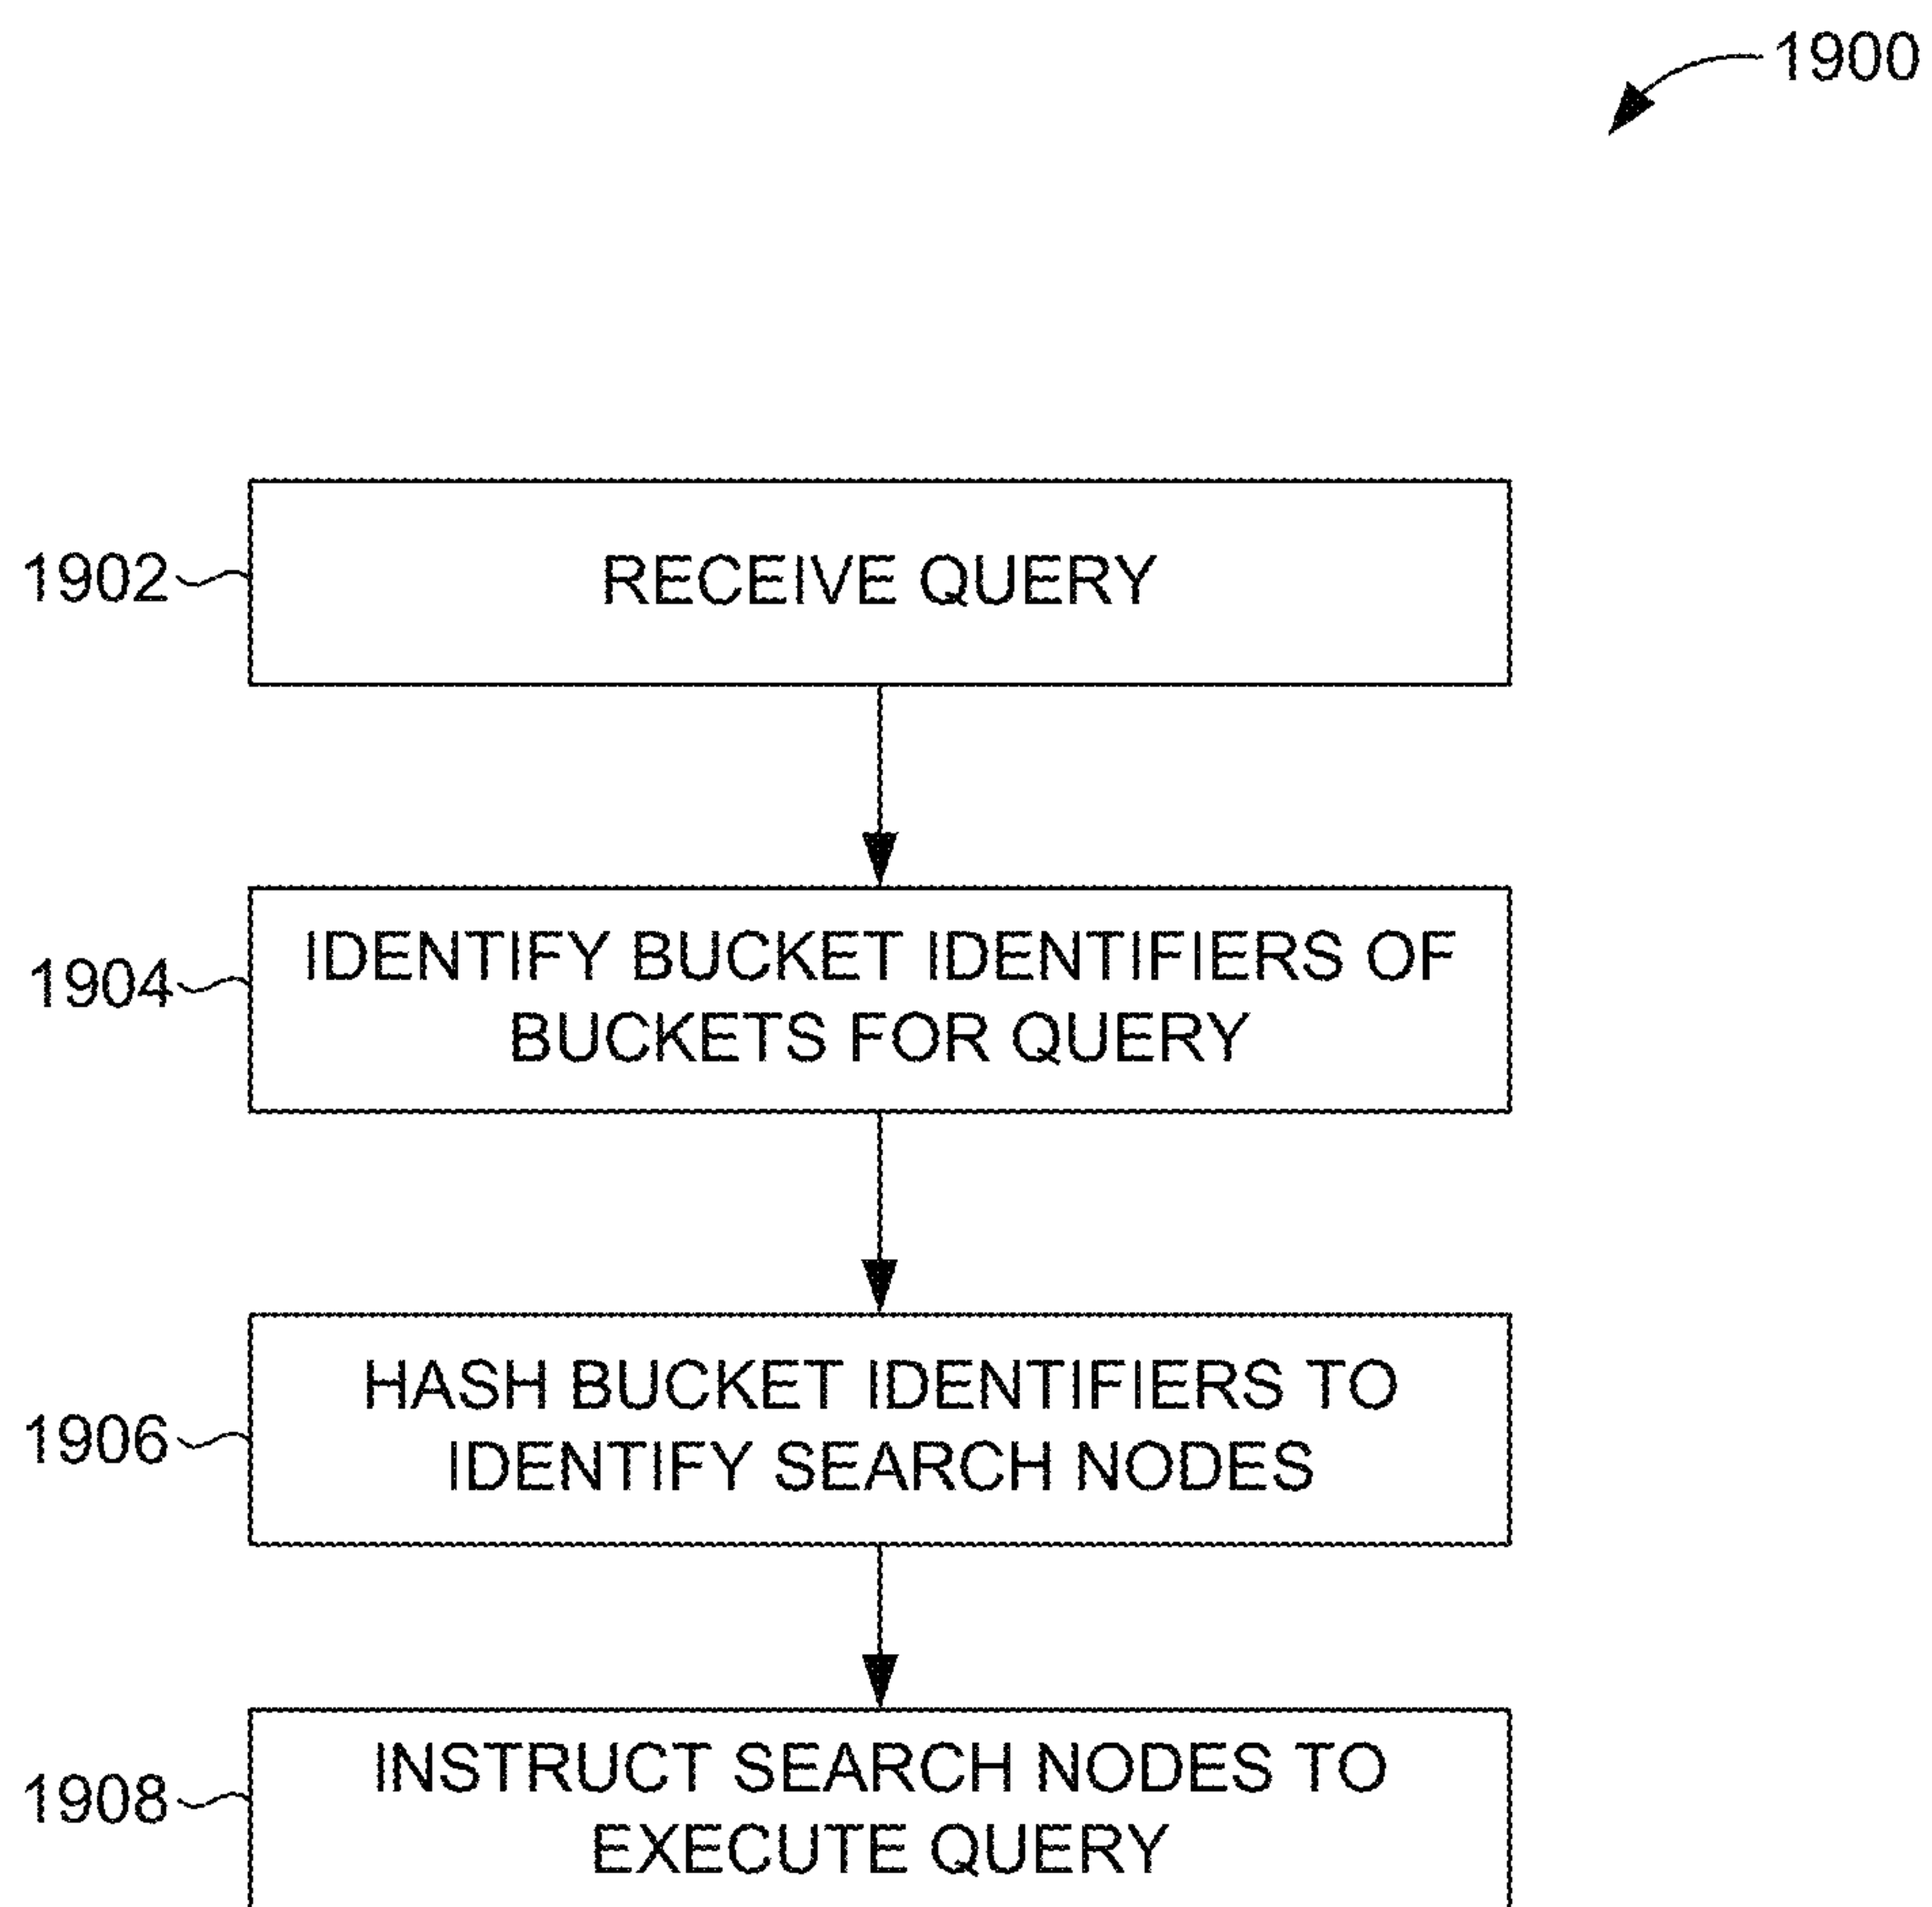 1900
1902
RECEIVE QUERY
1904
IDENTIFY BUCKET IDENTIFIERS OF
BUCKETS FOR QUERY
1906
HASH BUCKET IDENTIFIERS TO
IDENTIFY SEARCH NODES
1908
INSTRUCT SEARCH NODES TO
EXECUTE QUERY